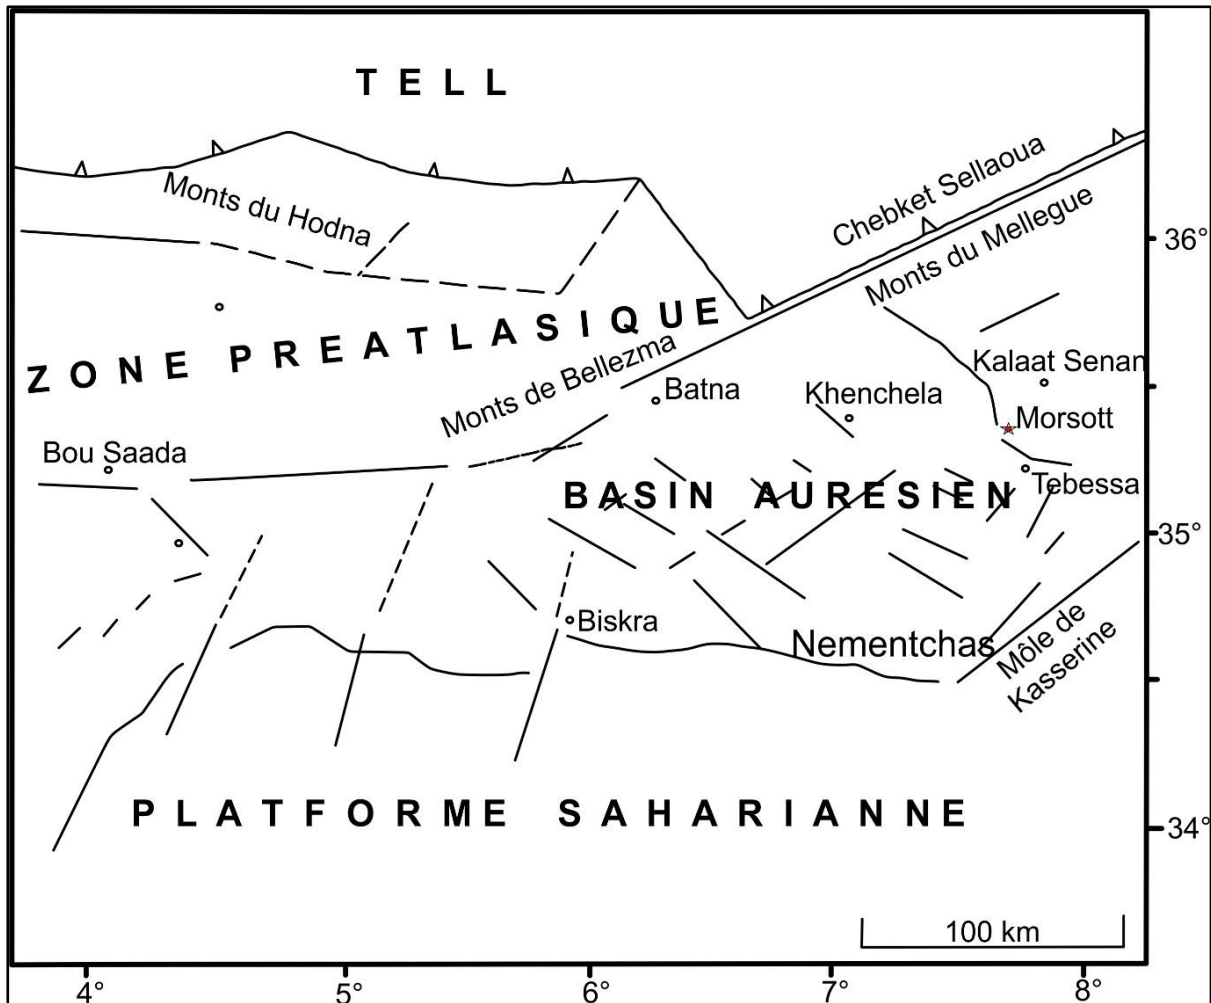 TELL
Monts du Hodna
Chebket Sellaoua
Monts du Mellegue
36°
ZONE PREATLASIQUE
Monts de Bellezma
Kalaat Senan
Batna
Khenchela
Morsott
Bou Saada
Tebessa
BASIN AURESIEN
35°
Biskra
Nementchas
Môle de
Kasserine
PLATFORME SAHARIANNE
34°
100 km
4°
5°
6°
7°
8°